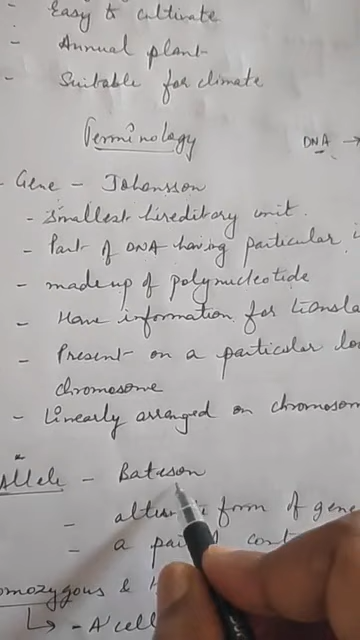 - Easy to cultivate
- Annual plant
- Suitable for climate
Terminology
DNA →
- Gene - Johansson
- Smallest hireditory unit.
- Part of DNA having particular
- made up of polynucleotide
- Have information for
- Present on a particular
chromosome
- Linearly arranged on
Allele - Bateson
- form of gene
- a
&
↳ - A cell